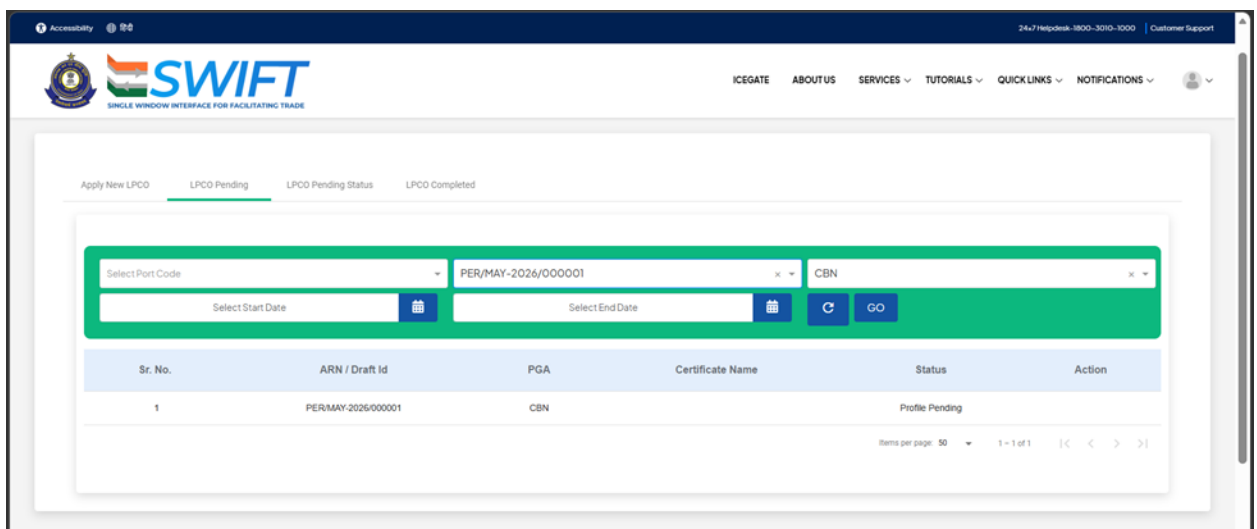 Accessibility हिंदी 24x7 Helpdesk-1800-3010-1000 | Customer Support
SWIFT
SINGLE WINDOW INTERFACE FOR FACILITATING TRADE
ICEGATE ABOUT US SERVICES TUTORIALS QUICK LINKS NOTIFICATIONS
Apply New LPCO LPCO Pending LPCO Pending Status LPCO Completed
Select Port Code PER/MAY-2026/000001 × CBN ×
Select Start Date Select End Date GO
Sr. No. ARN / Draft Id PGA Certificate Name Status Action
1 PER/MAY-2026/000001 CBN Profile Pending
Items per page: 50 1 – 1 of 1